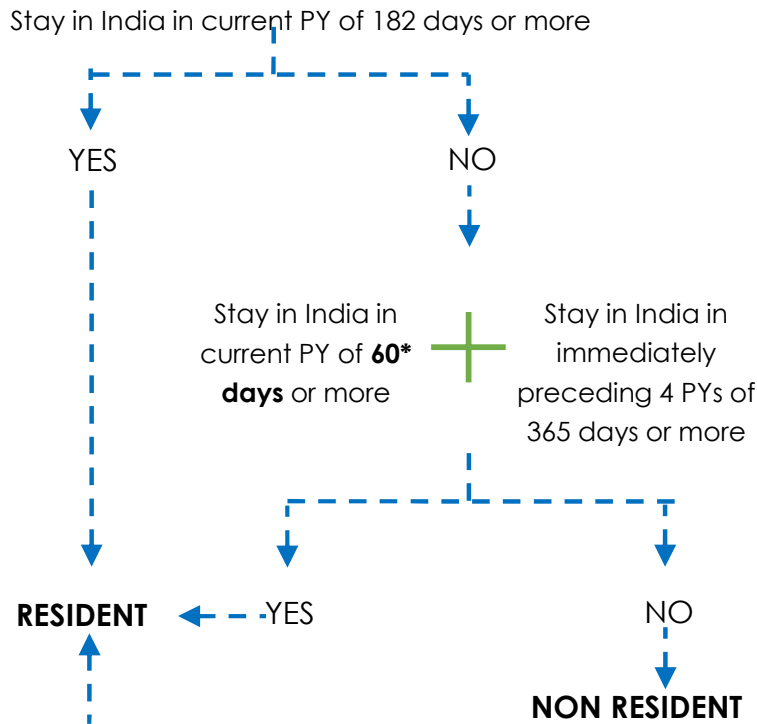 Stay in India in current PY of 182 days or more
YES
NO
Stay in India in
current PY of 60*
days or more
Stay in India in
immediately
preceding 4 PYs of
365 days or more
RESIDENT
YES
NO
NON RESIDENT